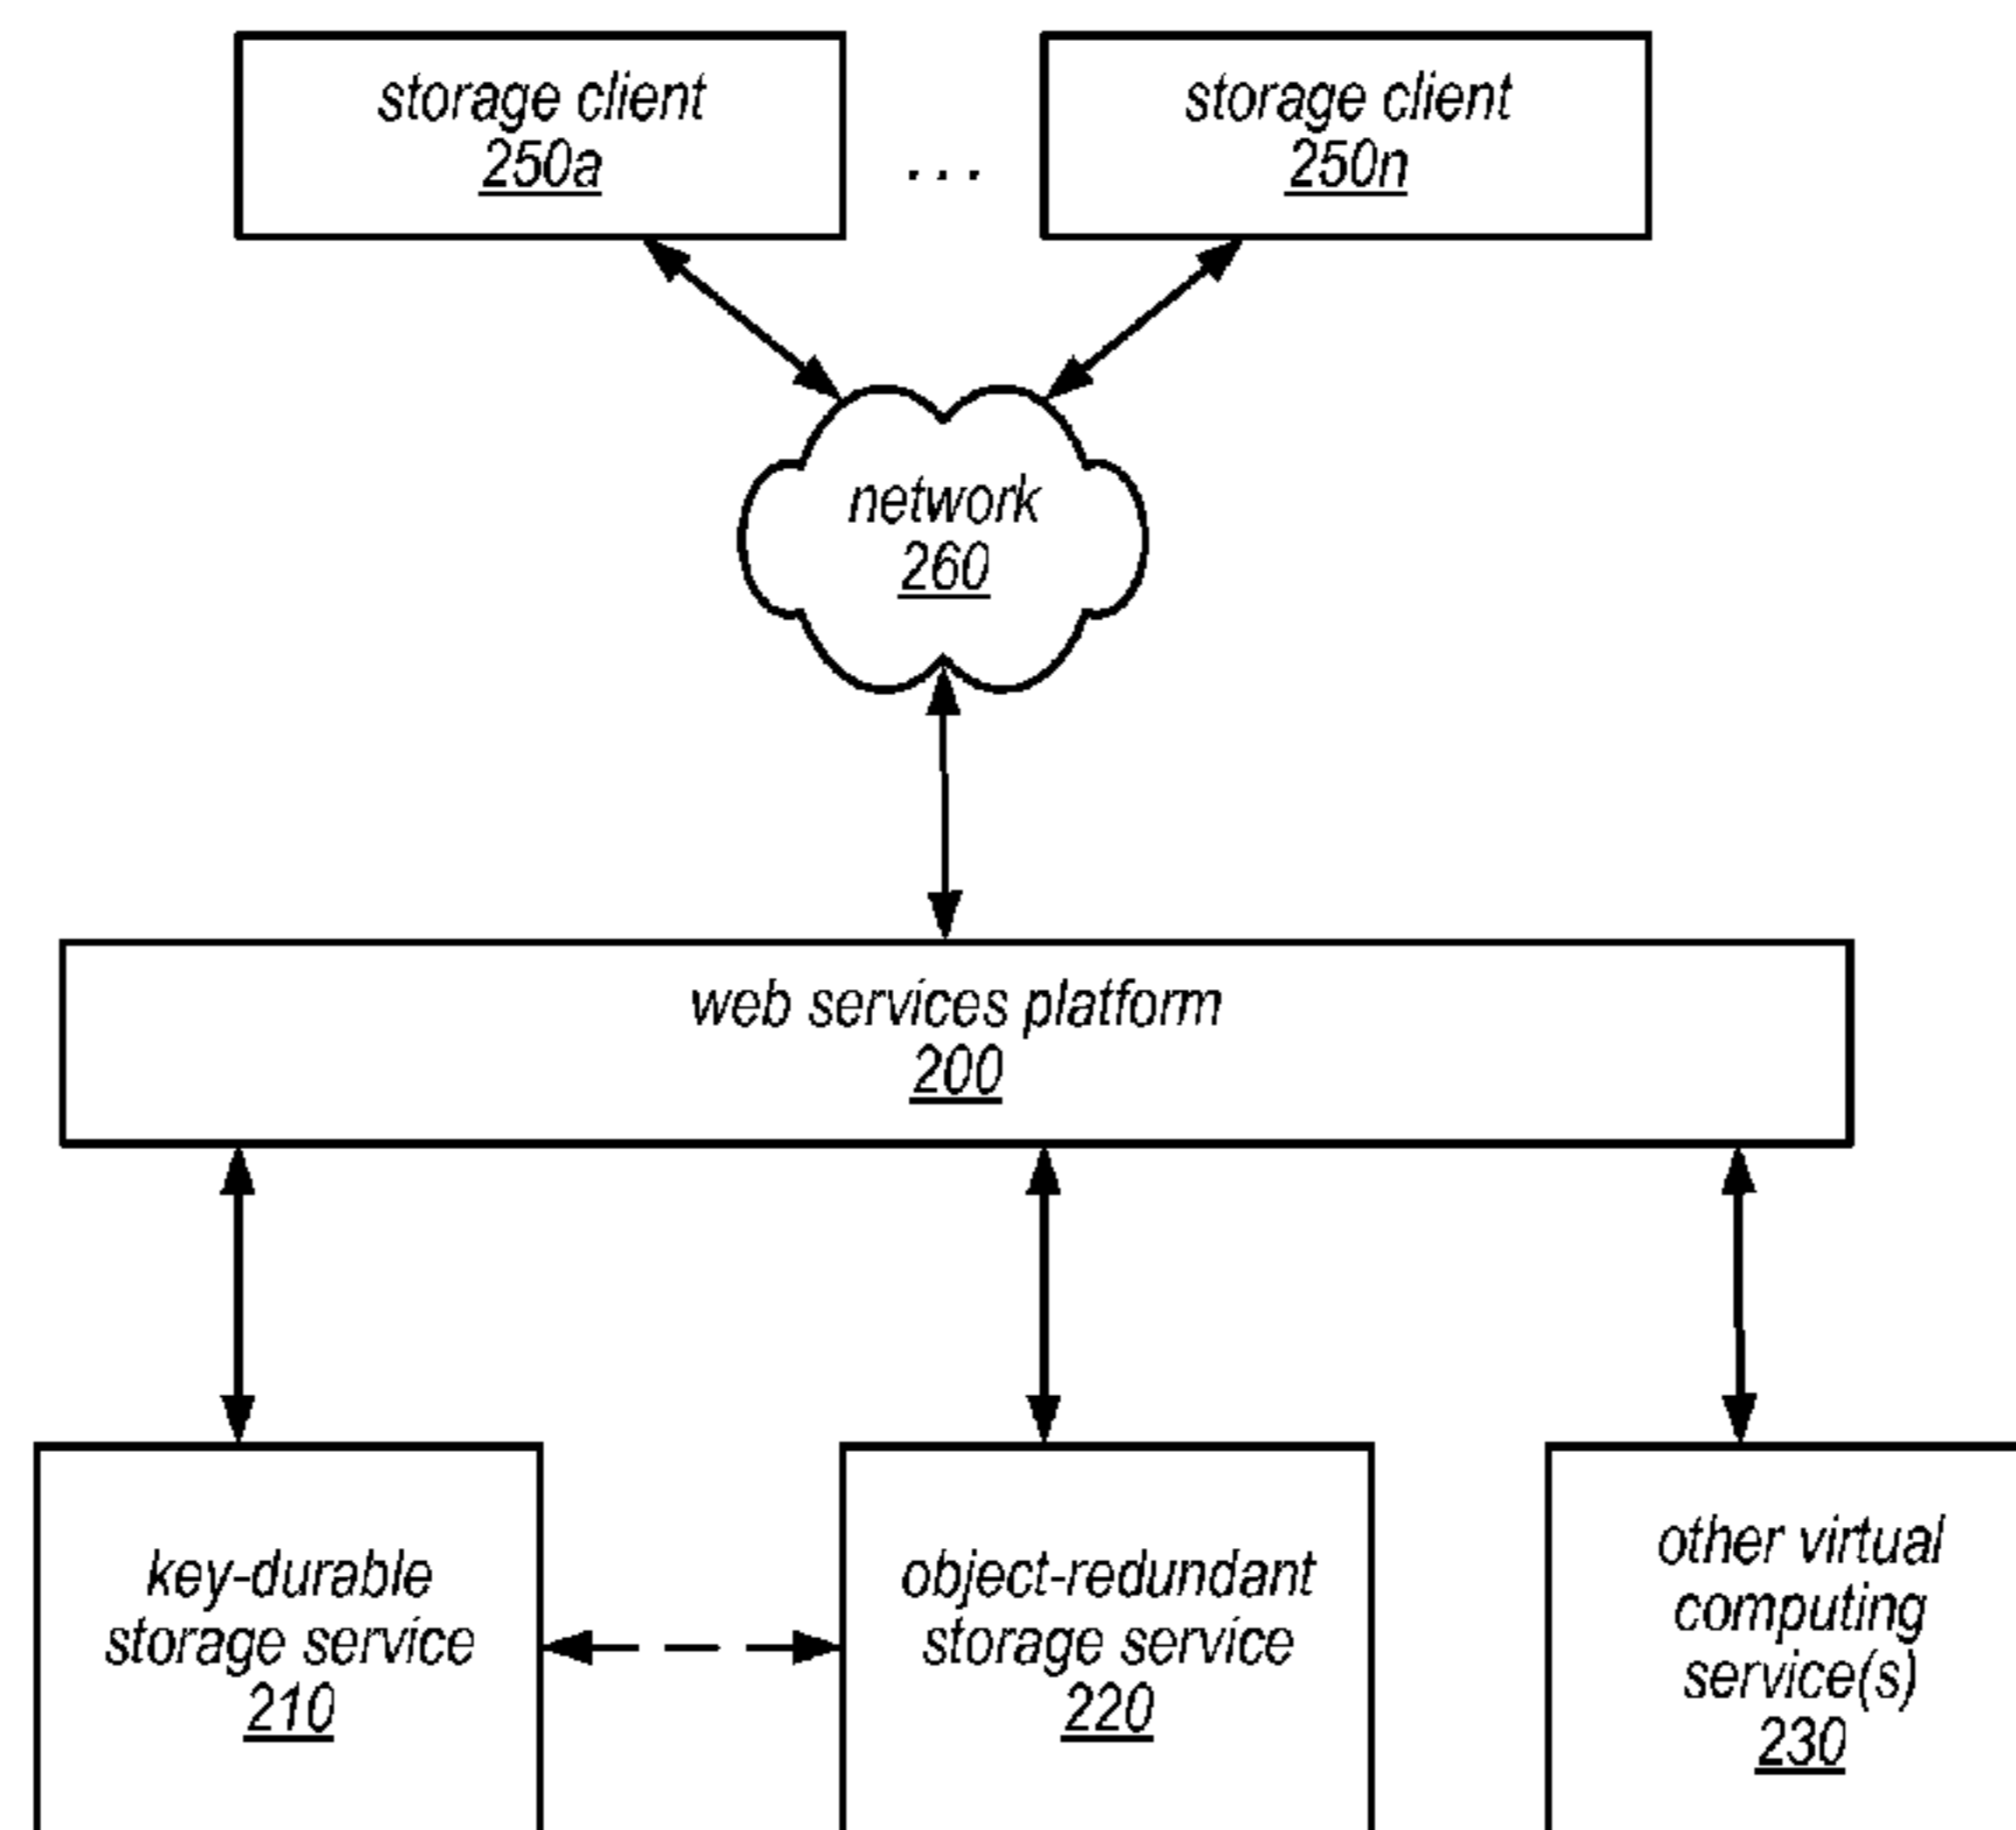 storage client
250a
...
storage client
250n
network
260
web services platform
200
key-durable
storage service
210
object-redundant
storage service
220
other virtual
computing
service(s)
230